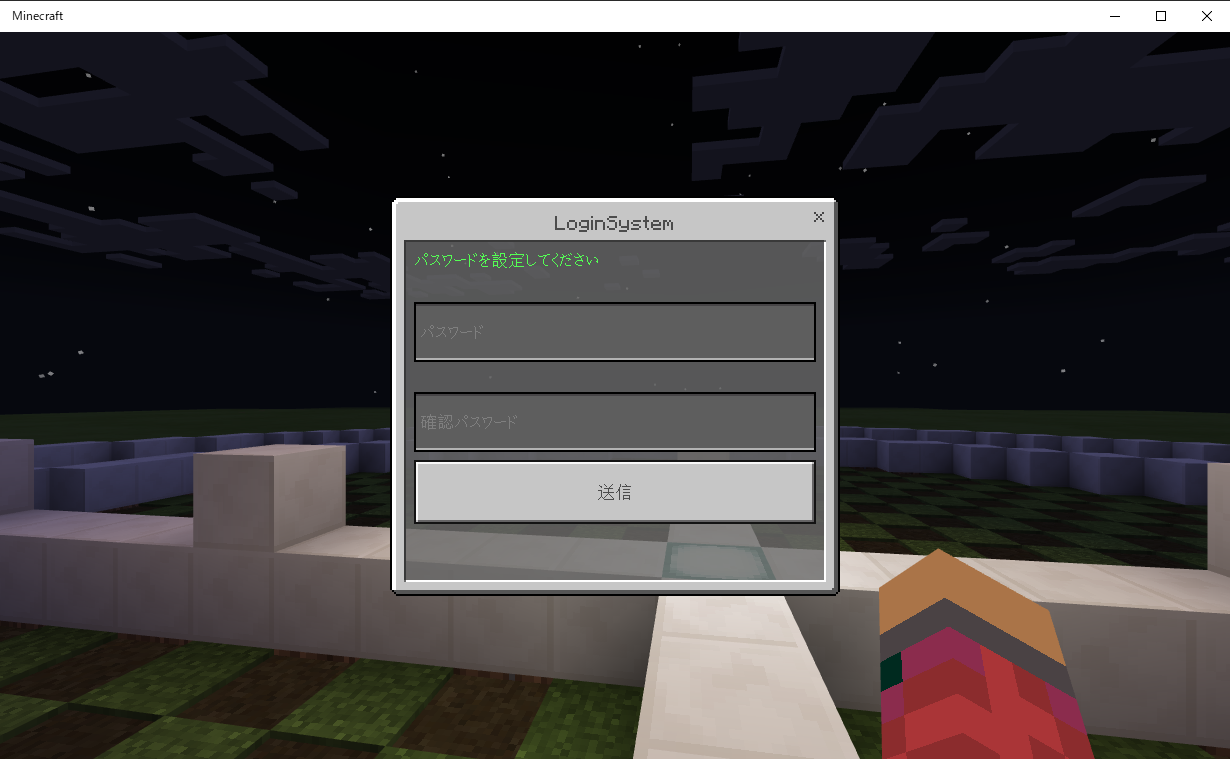 Minecraft
LoginSystem
パスワードを設定してください
パスワード
確認パスワード
送信